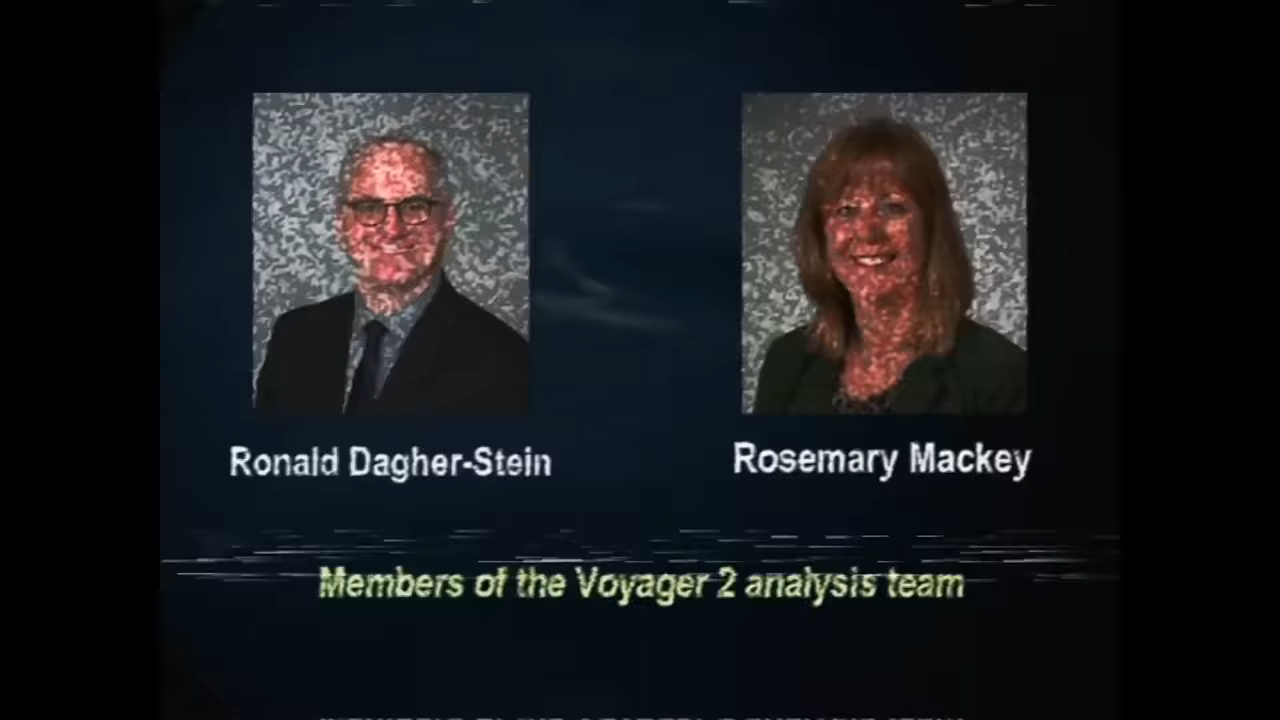 Ronald Dagher-Stein
Rosemary Mackey
Members of the Voyager 2 analysis team